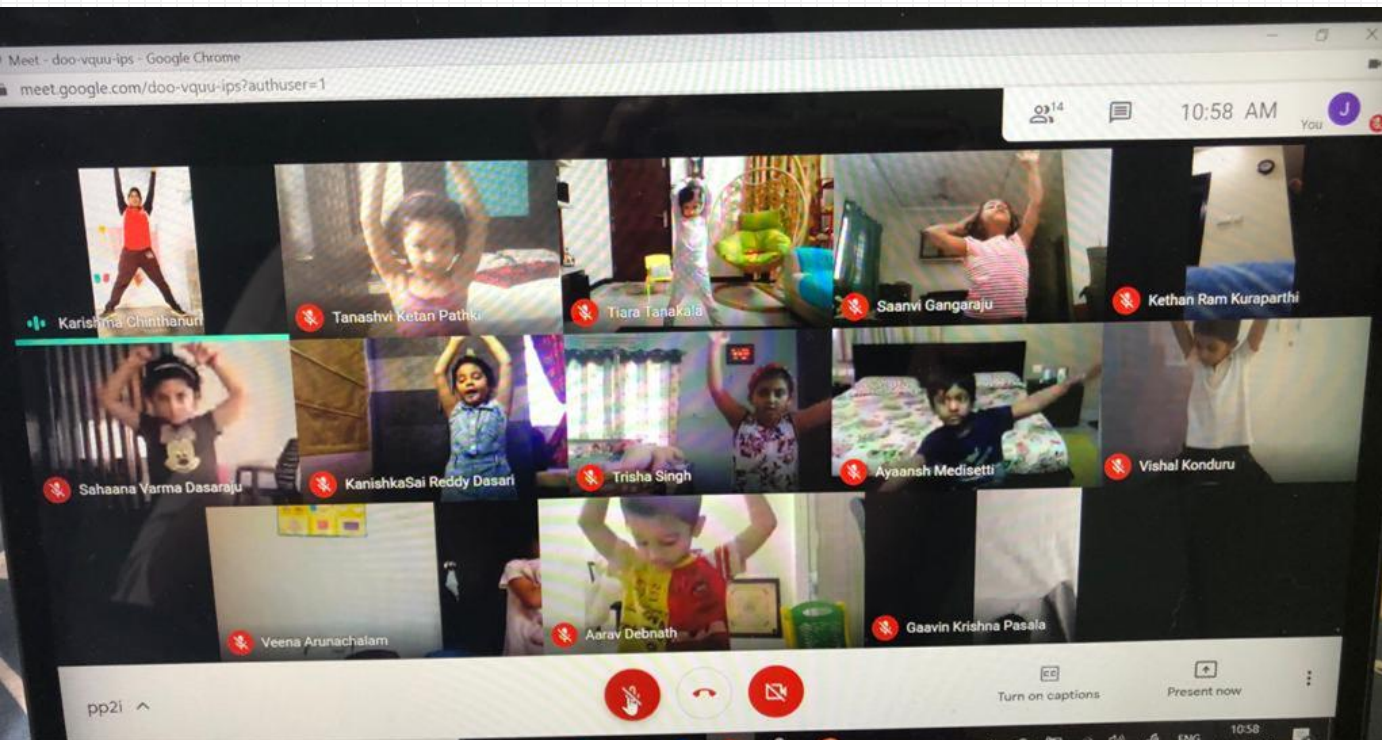 Meet - doo-vquu-ips - Google Chrome
meet.google.com/doo-vquu-ips?authuser=1
14
10:58 AM
You
J
Karishma Chinthanuri
Tanashvi Ketan Pathki
Tiara Tanakala
Saanvi Gangaraju
Kethan Ram Kuraparthi
Sahaana Varma Dasaraju
KanishkaSai Reddy Dasari
Trisha Singh
Ayaansh Medisetti
Vishal Konduru
Veena Arunachalam
Aarav Debnath
Gaavin Krishna Pasala
pp2i
CC
Turn on captions
Present now
ENG
10:58